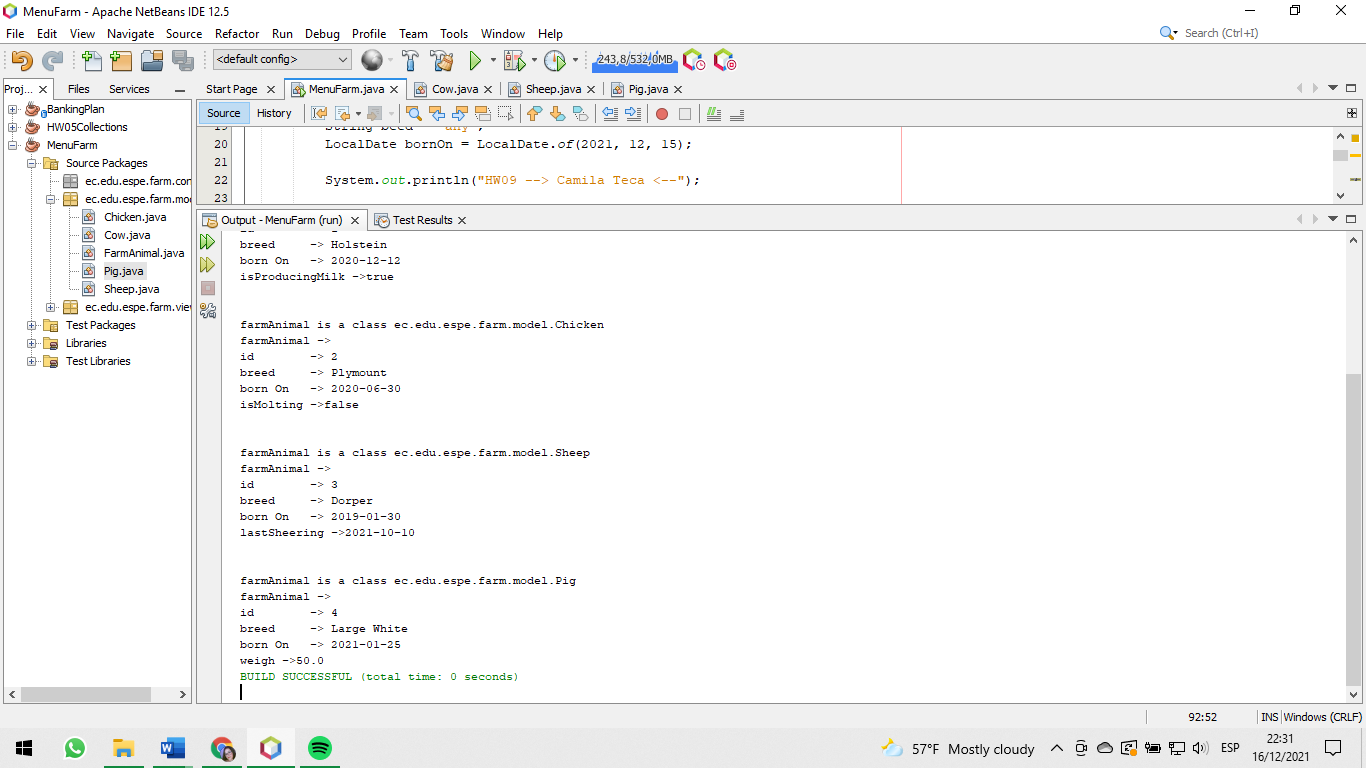 MenuFarm - Apache NetBeans IDE 12.5
File Edit View Navigate Source Refactor Run Debug Profile Team Tools Window Help
Search (Ctrl+I)
<default config>
243,8/532,0MB
Proj... Files Services
Start Page MenuFarm.java Cow.java Sheep.java Pig.java
Source History
BankingPlan
HW05Collections
MenuFarm
Source Packages
ec.edu.espe.farm.con
ec.edu.espe.farm.mo
Chicken.java
Cow.java
FarmAnimal.java
Pig.java
Sheep.java
ec.edu.espe.farm.vie
Test Packages
Libraries
Test Libraries
20 LocalDate bornOn = LocalDate.of(2021, 12, 15);
21
22 System.out.println("HW09 --> Camila Teca <--");
23
Output - MenuFarm (run) Test Results
breed -> Holstein
born On -> 2020-12-12
isProducingMilk ->true
farmAnimal is a class ec.edu.espe.farm.model.Chicken
farmAnimal ->
id -> 2
breed -> Plymount
born On -> 2020-06-30
isMolting ->false
farmAnimal is a class ec.edu.espe.farm.model.Sheep
farmAnimal ->
id -> 3
breed -> Dorper
born On -> 2019-01-30
lastSheering ->2021-10-10
farmAnimal is a class ec.edu.espe.farm.model.Pig
farmAnimal ->
id -> 4
breed -> Large White
born On -> 2021-01-25
weigh ->50.0
BUILD SUCCESSFUL (total time: 0 seconds)
92:52 INS Windows (CRLF)
57°F Mostly cloudy
ESP
22:31
16/12/2021